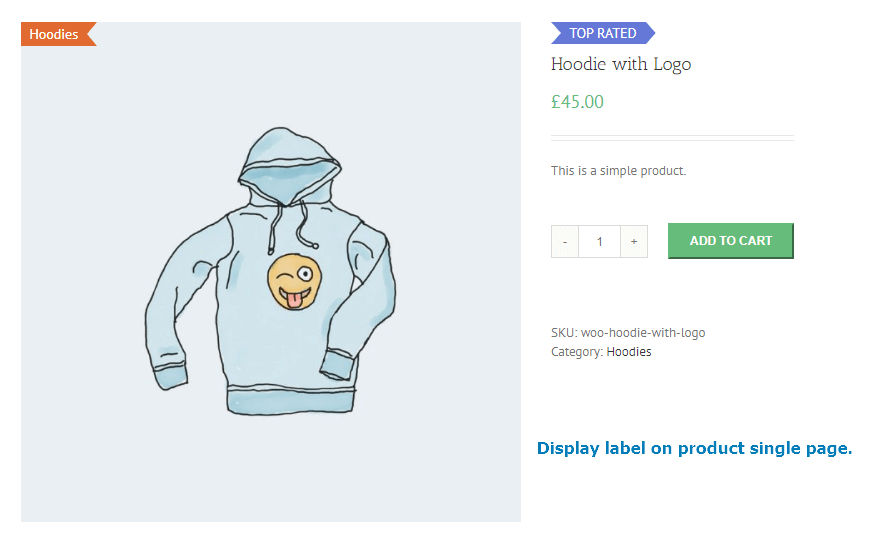 Hoodies
TOP RATED
Hoodie with Logo
£45.00
This is a simple product.
- 1 + ADD TO CART
SKU: woo-hoodie-with-logo
Category: Hoodies
Display label on product single page.